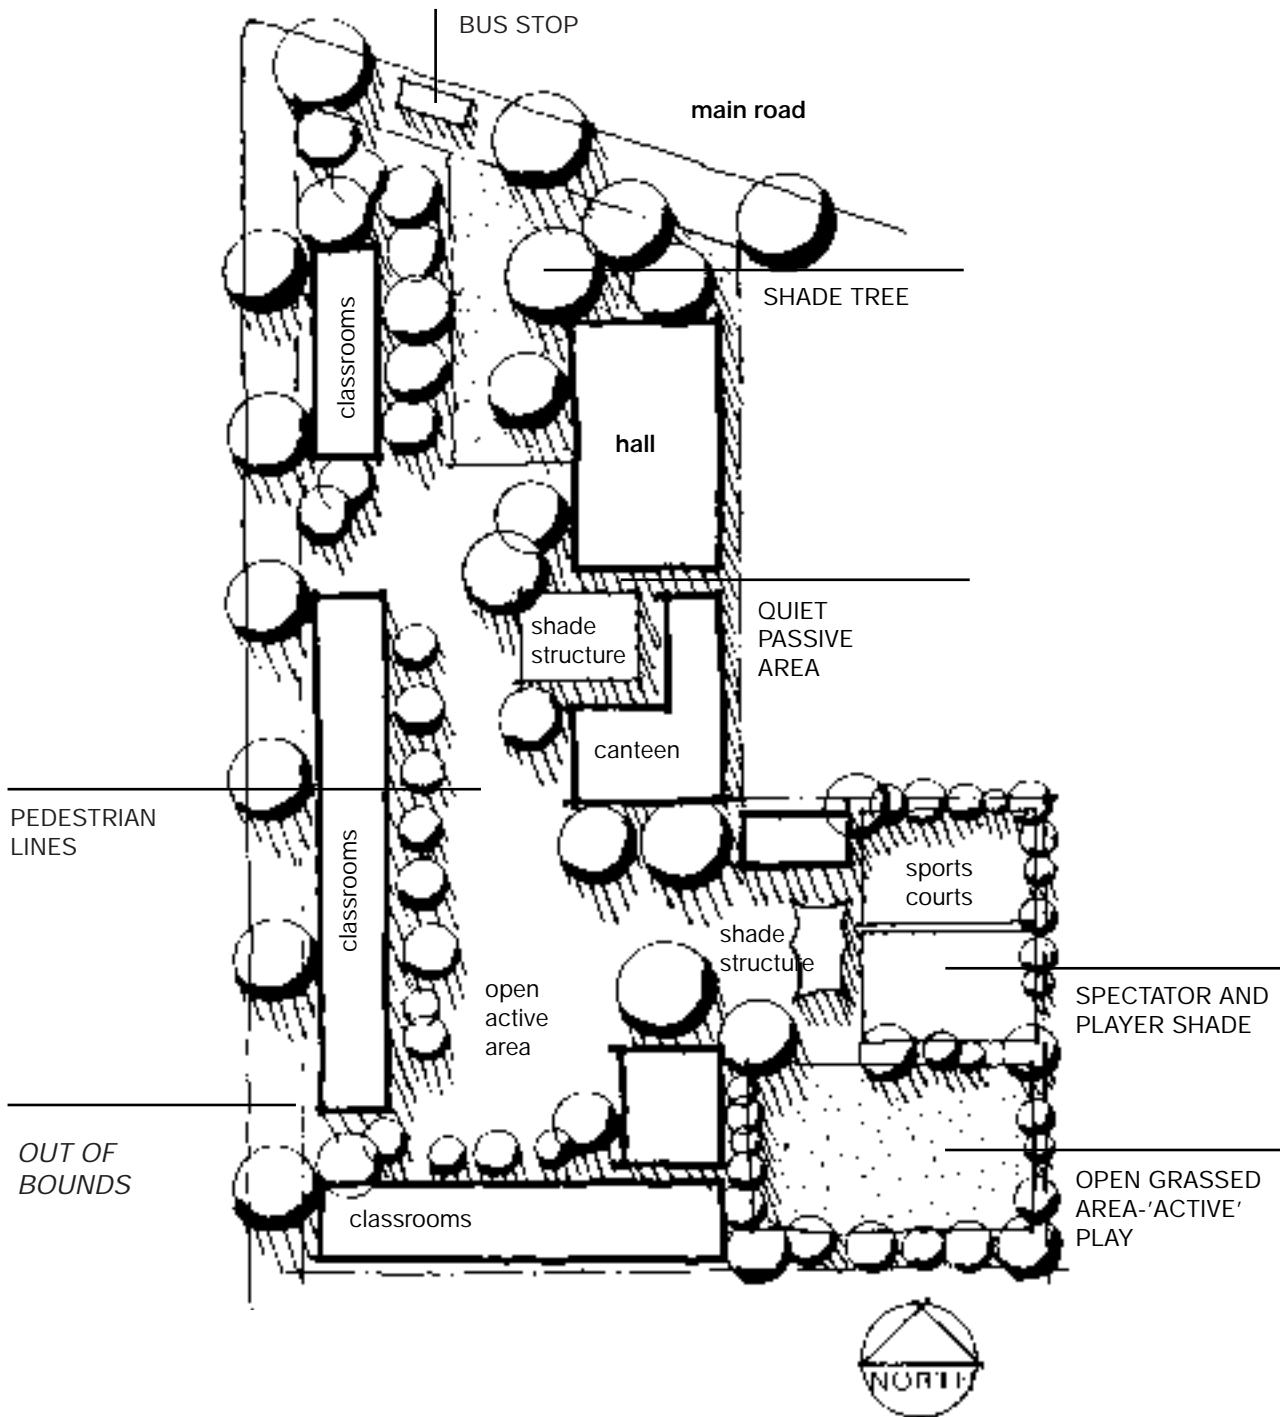 BUS STOP
main road
SHADE TREE
classrooms
hall
QUIET
PASSIVE
AREA
shade
structure
canteen
PEDESTRIAN
LINES
classrooms
sports
courts
shade
structure
open
active
area
SPECTATOR AND
PLAYER SHADE
OUT OF
BOUNDS
OPEN GRASSED
AREA-'ACTIVE'
PLAY
classrooms
NORTH